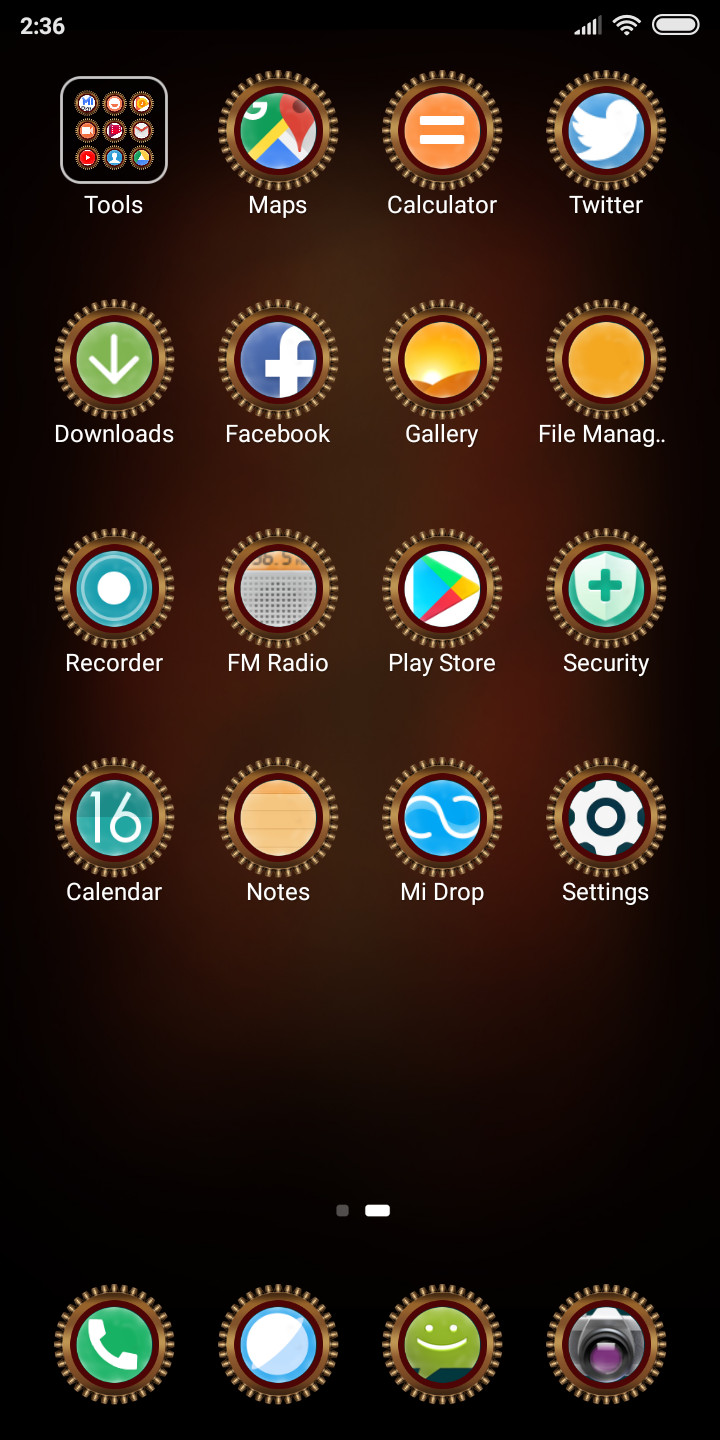 2:36
Tools
Maps
Calculator
Twitter
Downloads
Facebook
Gallery
File Manag..
Recorder
FM Radio
Play Store
Security
16
Calendar
Notes
Mi Drop
Settings